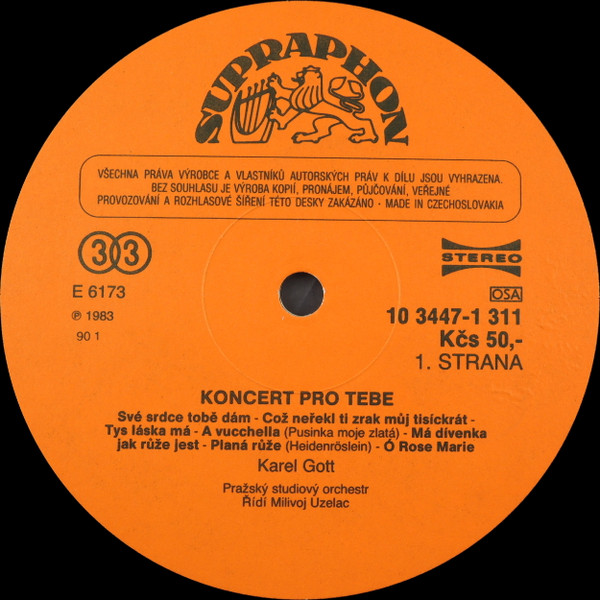 SUPRAPHON
VŠECHNA PRÁVA VÝROBCE A VLASTNÍKŮ AUTORSKÝCH PRÁV K DÍLU JSOU VYHRAZENA.
BEZ SOUHLASU JE VÝROBA KOPIÍ, PRONÁJEM, PŮJČOVÁNÍ, VEŘEJNÉ
PROVOZOVÁNÍ A ROZHLASOVÉ ŠÍŘENÍ TÉTO DESKY ZAKÁZÁNO · MADE IN CZECHOSLOVAKIA
33
STEREO
E 6173
OSA
℗ 1983
10 3447-1 311
90 1
Kčs 50,-
1. STRANA
KONCERT PRO TEBE
Své srdce tobě dám - Což neřekl ti zrak můj tisíckrát -
Tys láska má - A vucchella (Pusinka moje zlatá) - Má dívenka
jak růže jest - Planá růže (Heidenröslein) - Ó Rose Marie
Karel Gott
Pražský studiový orchestr
Řídí Milivoj Uzelac